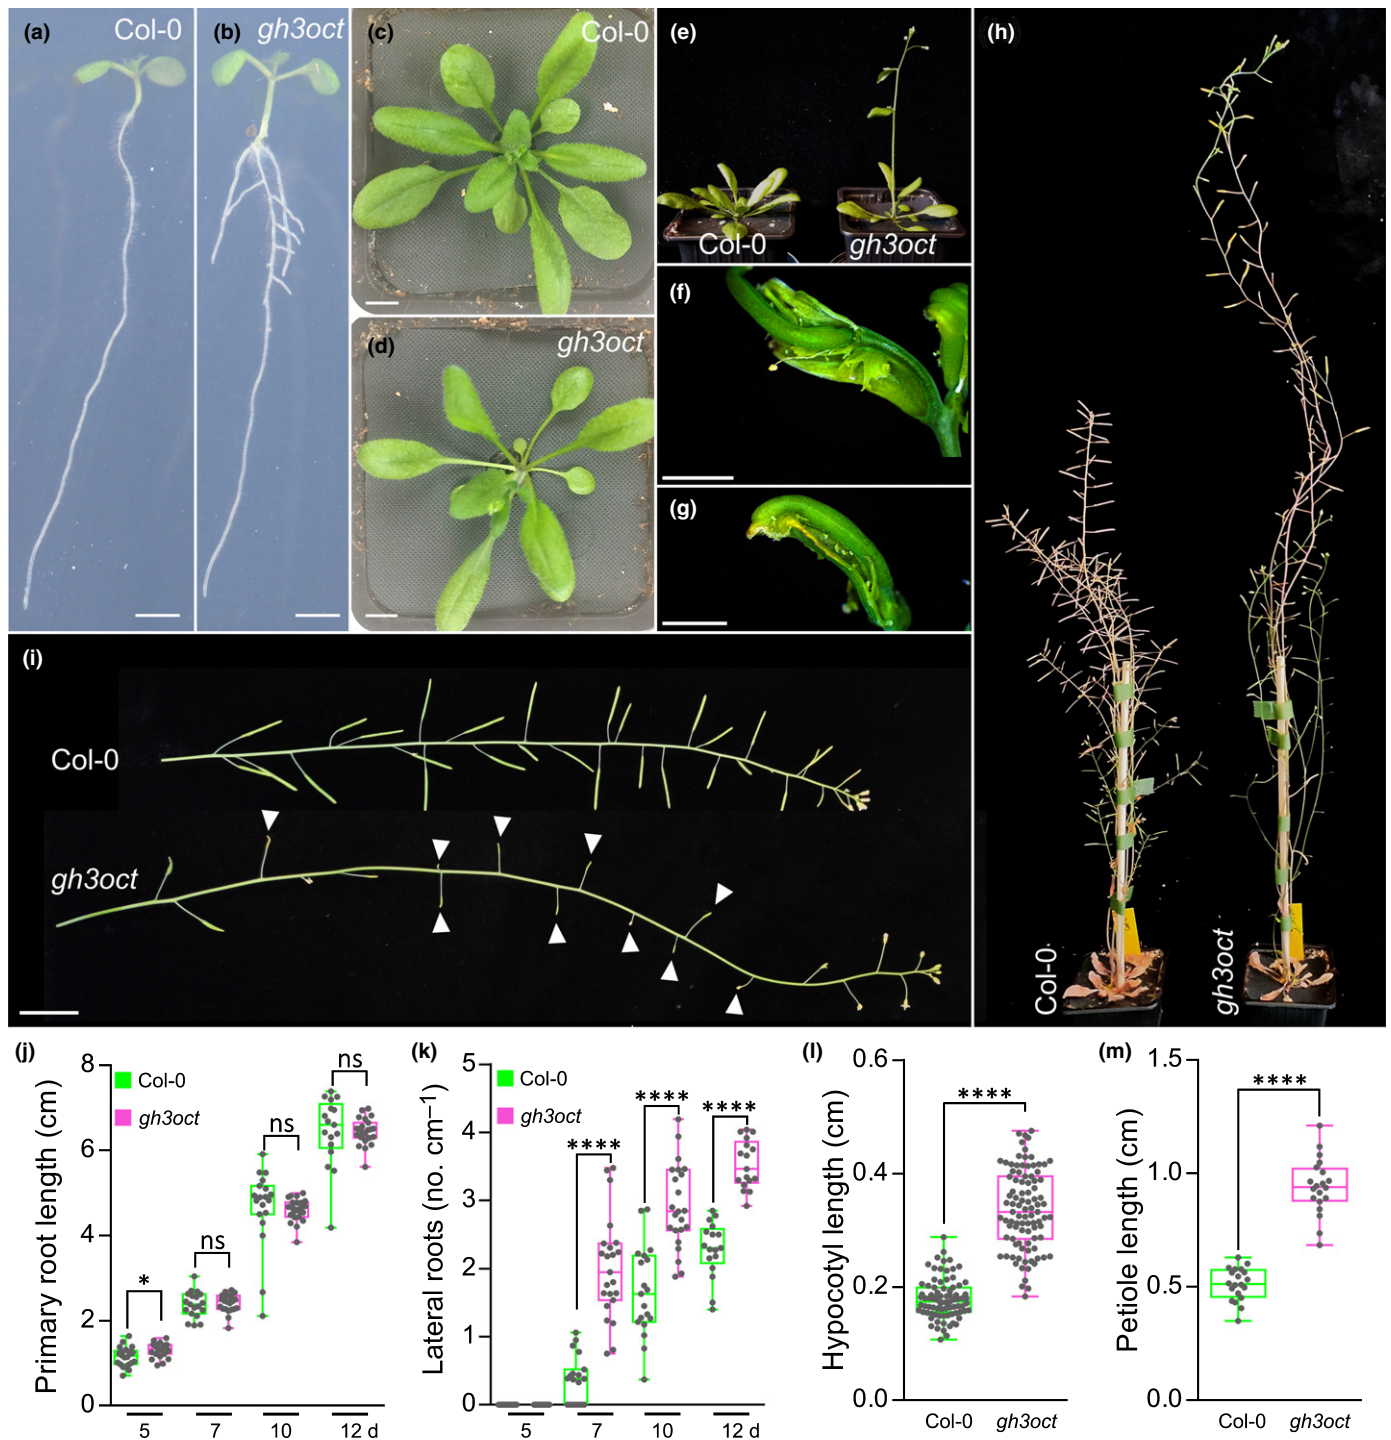 (a) Col-0
(b) gh3oct
(c) Col-0
(d) gh3oct
(e)
Col-0 gh3oct
(f)
(g)
(h)
Col-0
gh3oct
(i)
Col-0
gh3oct
(j)
Primary root length (cm)
8
6
4
2
0
Col-0
gh3oct
*
ns
ns
ns
5 7 10 12 d
(k)
Lateral roots (no. cm−1)
5
4
3
2
1
0
Col-0
gh3oct
****
****
****
5 7 10 12 d
(l)
Hypocotyl length (cm)
0.6
0.4
0.2
0.0
****
Col-0 gh3oct
(m)
Petiole length (cm)
1.5
1.0
0.5
0.0
****
Col-0 gh3oct